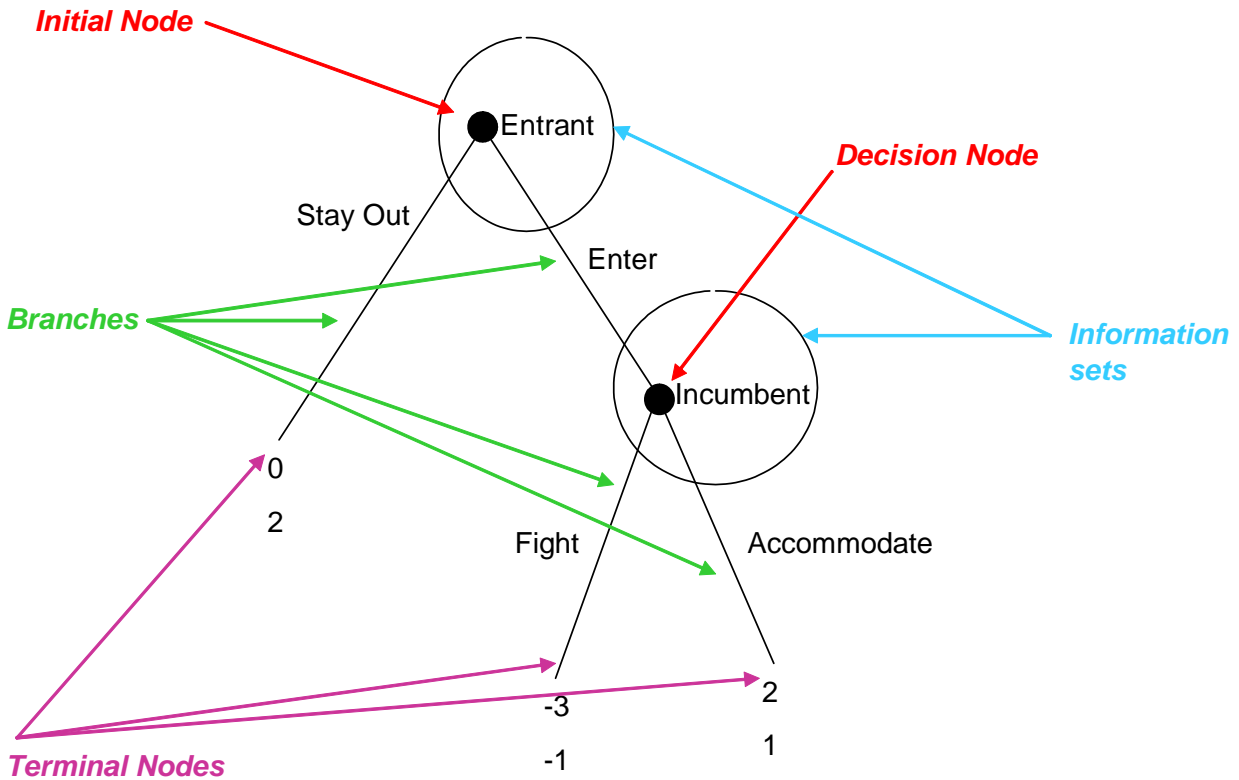 Initial Node
Entrant
Decision Node
Stay Out
Enter
Branches
Information
sets
Incumbent
0
2
Fight
Accommodate
-3
-1
2
1
Terminal Nodes